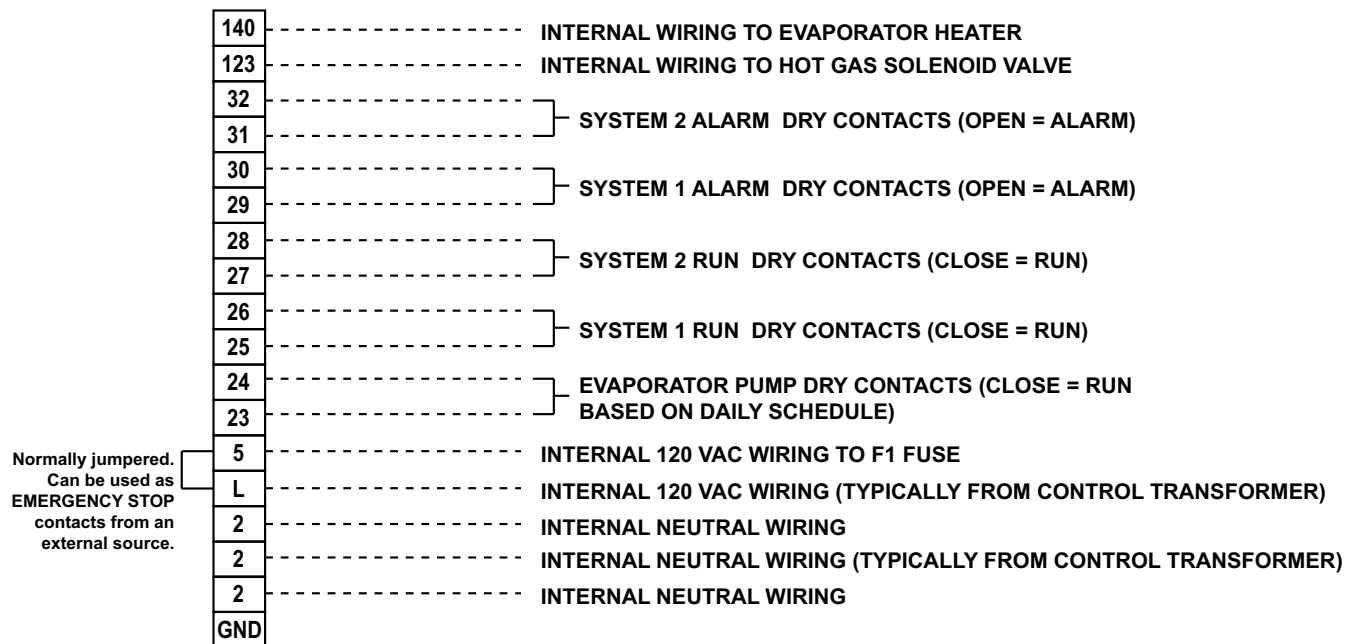 140 INTERNAL WIRING TO EVAPORATOR HEATER
123 INTERNAL WIRING TO HOT GAS SOLENOID VALVE
32
SYSTEM 2 ALARM DRY CONTACTS (OPEN = ALARM)
31
30
SYSTEM 1 ALARM DRY CONTACTS (OPEN = ALARM)
29
28
SYSTEM 2 RUN DRY CONTACTS (CLOSE = RUN)
27
26
SYSTEM 1 RUN DRY CONTACTS (CLOSE = RUN)
25
24
EVAPORATOR PUMP DRY CONTACTS (CLOSE = RUN
BASED ON DAILY SCHEDULE)
23
5 INTERNAL 120 VAC WIRING TO F1 FUSE
Normally jumpered.
Can be used as
EMERGENCY STOP
contacts from an
external source.
L INTERNAL 120 VAC WIRING (TYPICALLY FROM CONTROL TRANSFORMER)
2 INTERNAL NEUTRAL WIRING
2 INTERNAL NEUTRAL WIRING (TYPICALLY FROM CONTROL TRANSFORMER)
2 INTERNAL NEUTRAL WIRING
GND